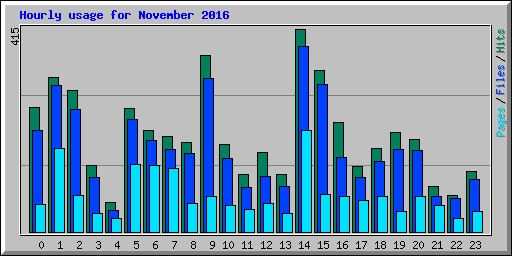 Hourly usage for November 2016
415
Pages / Files / Hits
0 1 2 3 4 5 6 7 8 9 10 11 12 13 14 15 16 17 18 19 20 21 22 23